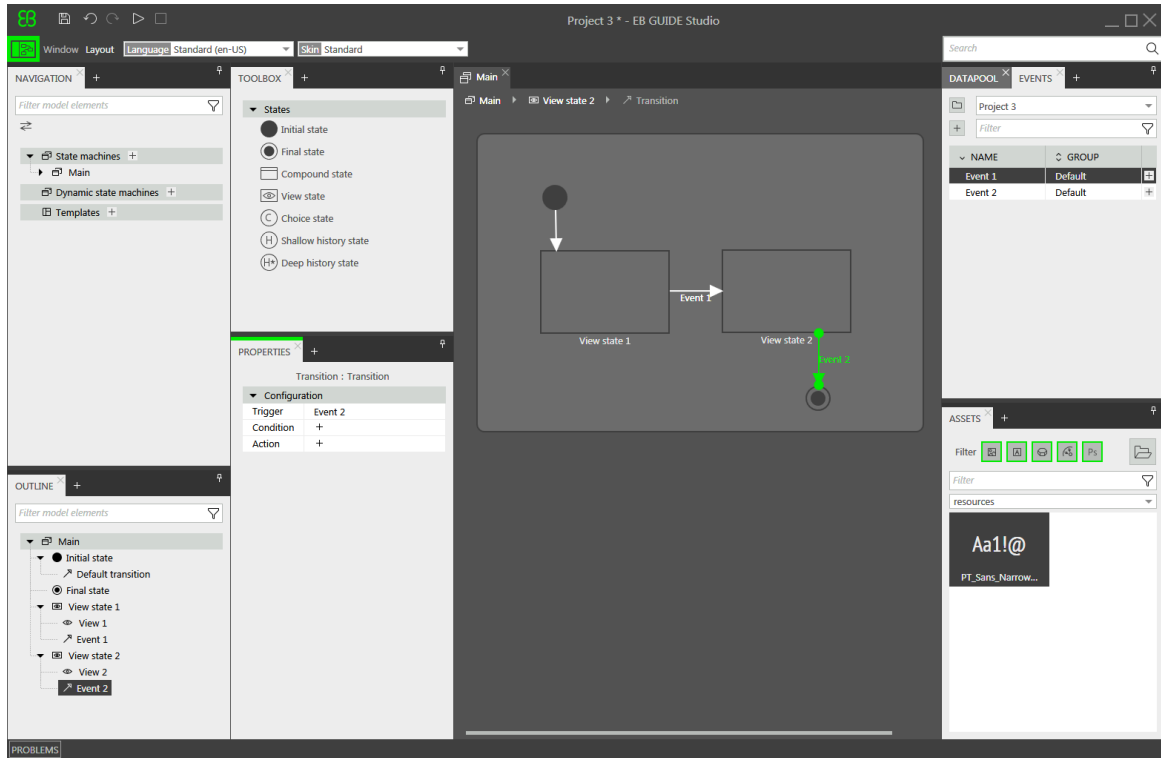 Project 3 * - EB GUIDE Studio
Window Layout Language Standard (en-US) Skin Standard
Search
NAVIGATION
Filter model elements
State machines
Main
Dynamic state machines
Templates
TOOLBOX
States
Initial state
Final state
Compound state
View state
C Choice state
H Shallow history state
H* Deep history state
PROPERTIES
Transition : Transition
Configuration
Trigger Event 2
Condition +
Action +
OUTLINE
Filter model elements
Main
Initial state
Default transition
Final state
View state 1
View 1
Event 1
View state 2
View 2
Event 2
Main
Main View state 2 Transition
Event 1
View state 1
View state 2
Event 2
DATAPOOL EVENTS
Project 3
Filter
NAME GROUP
Event 1 Default
Event 2 Default
ASSETS
Filter A Ps
Filter
resources
Aa1!@
PT_Sans_Narrow...
PROBLEMS